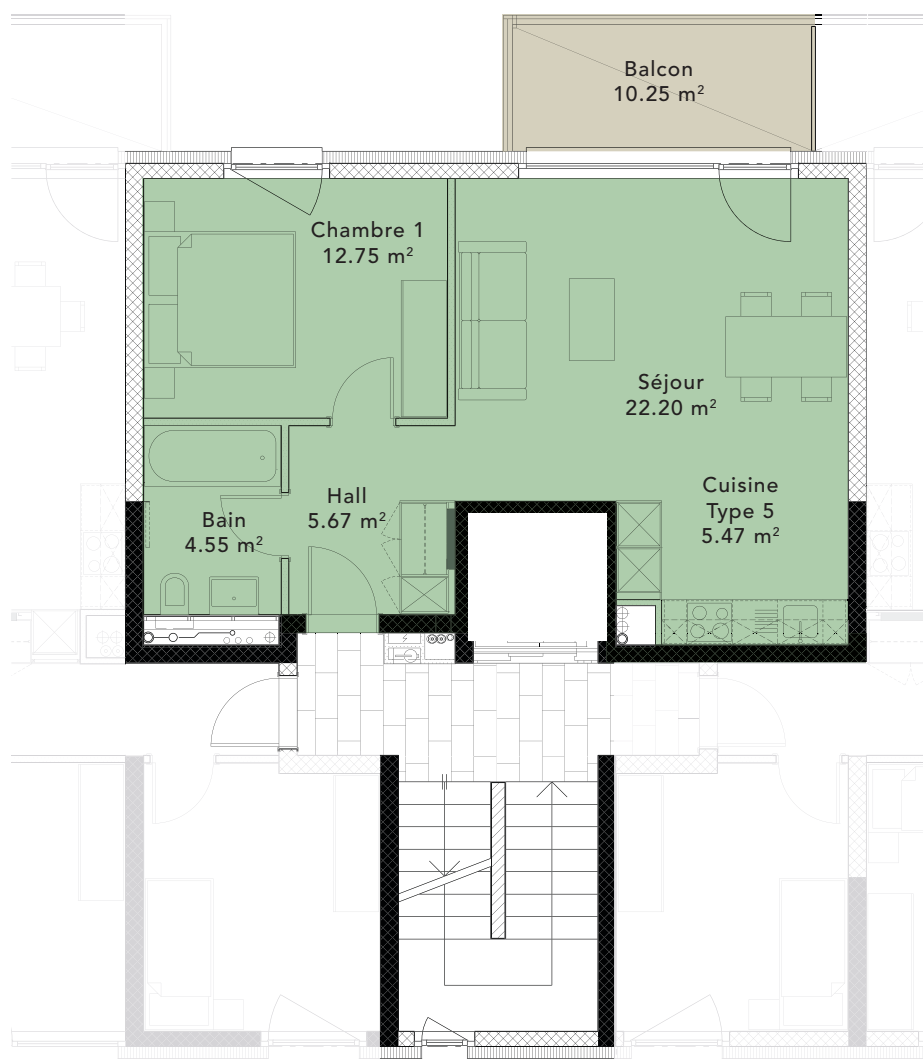 Balcon
10.25 m²
Chambre 1
12.75 m²
Séjour
22.20 m²
Cuisine
Type 5
5.47 m²
Hall
5.67 m²
Bain
4.55 m²